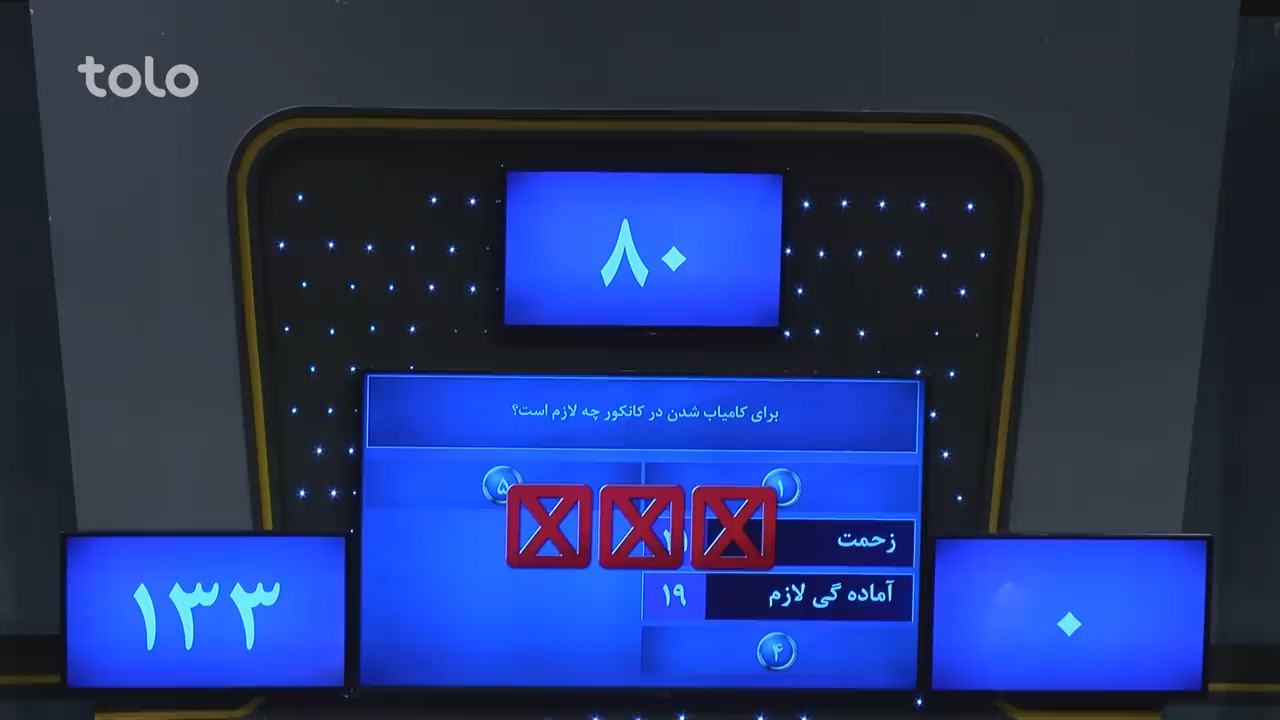 tolo
۸۰
برای کامیاب شدن در کانکور چه لازم است؟
۱
۵
زحمت
آماده گی لازم ۱۹
۴
۱۳۳
۰